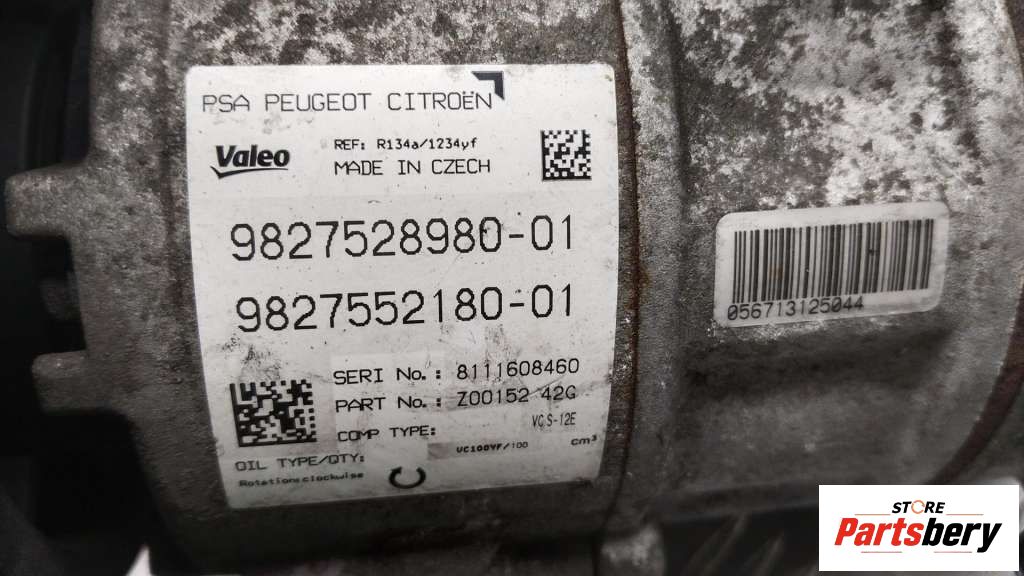 PSA PEUGEOT CITROËN
Valeo
REF: R134a/1234yf
MADE IN CZECH
9827528980-01
9827552180-01
SERI No.: 8111608460
PART No.: Z00152 42G
COMP TYPE: VCS-12E
OIL TYPE/QTY: VC100YF/100 cm³
Rotation:clockwise
056713125044
STORE
Partsbery